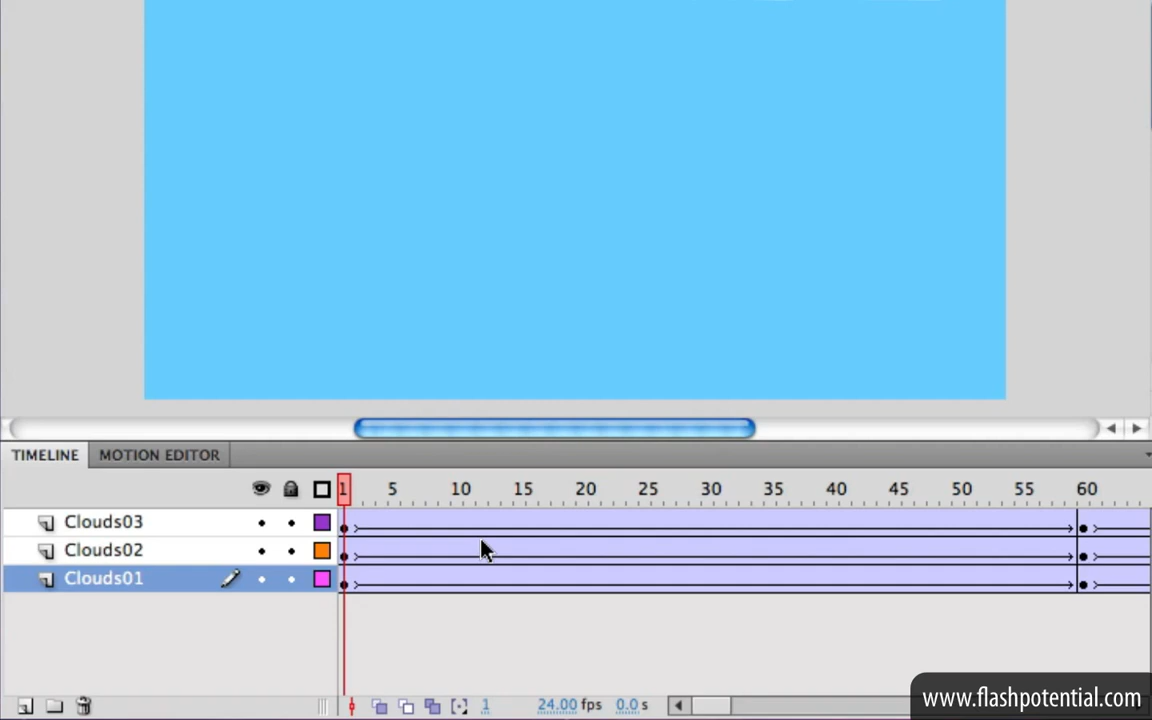 TIMELINE MOTION EDITOR
1 5 10 15 20 25 30 35 40 45 50 55 60
Clouds03
Clouds02
Clouds01
1 24.00 fps 0.0 s
www.flashpotential.com